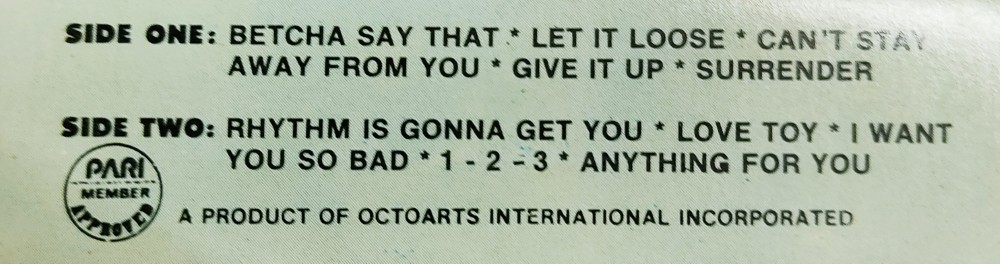 SIDE ONE: BETCHA SAY THAT * LET IT LOOSE * CAN'T STAY
AWAY FROM YOU * GIVE IT UP * SURRENDER
SIDE TWO: RHYTHM IS GONNA GET YOU * LOVE TOY * I WANT
YOU SO BAD * 1 - 2 - 3 * ANYTHING FOR YOU
PARI
MEMBER
APPROVED
A PRODUCT OF OCTOARTS INTERNATIONAL INCORPORATED